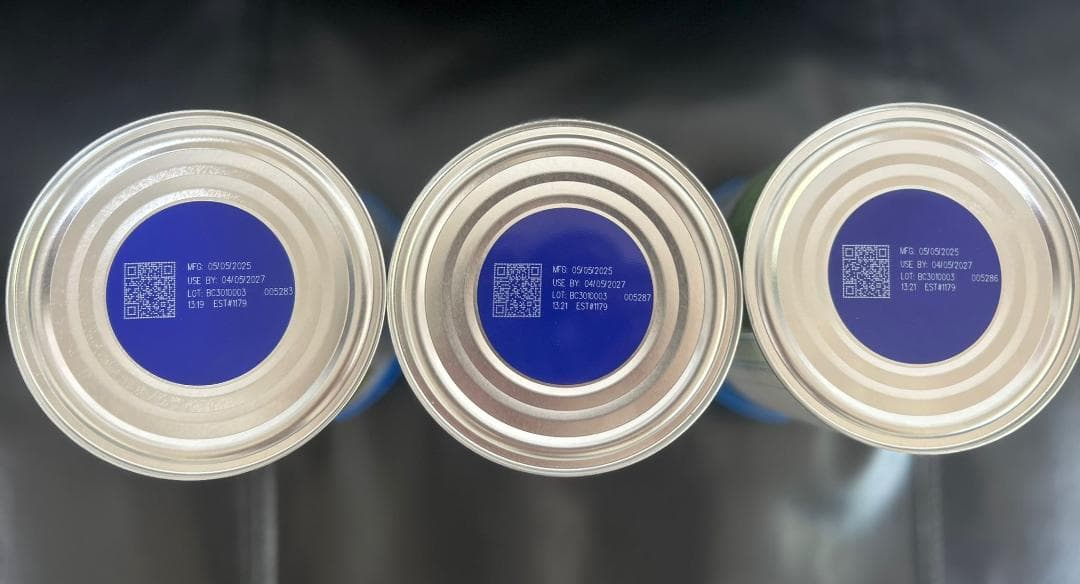 MFG: 05/05/2025
USE BY: 04/05/2027
LOT: BC3010003 005283
13:19 EST#1179
MFG: 05/05/2025
USE BY: 04/05/2027
LOT: BC3010003 005287
13:21 EST#1179
MFG: 05/05/2025
USE BY: 04/05/2027
LOT: BC3010003 005286
13:21 EST#1179